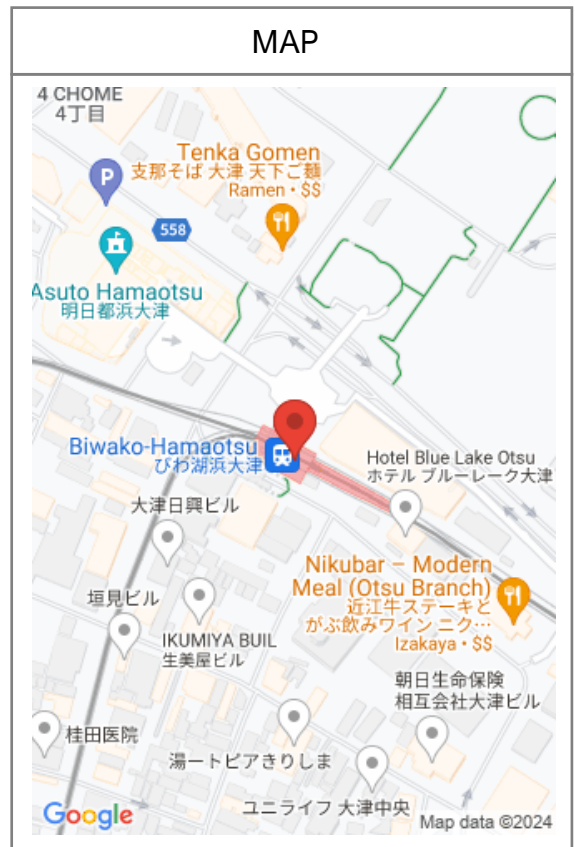 MAP
4 CHOME
4丁目
Tenka Gomen
支那そば 大津 天下ご麺
Ramen • $$
P
558
Asuto Hamaotsu
明日都浜大津
Biwako-Hamaotsu
びわ湖浜大津
Hotel Blue Lake Otsu
ホテル ブルーレーク大津
大津日興ビル
Nikubar – Modern
Meal (Otsu Branch)
近江牛ステーキと
がぶ飲みワイン ニク…
Izakaya • $$
垣見ビル
IKUMIYA BUIL
生美屋ビル
朝日生命保険
相互会社大津ビル
桂田医院
湯ートピアきりしま
ユニライフ 大津中央
Google
Map data ©2024